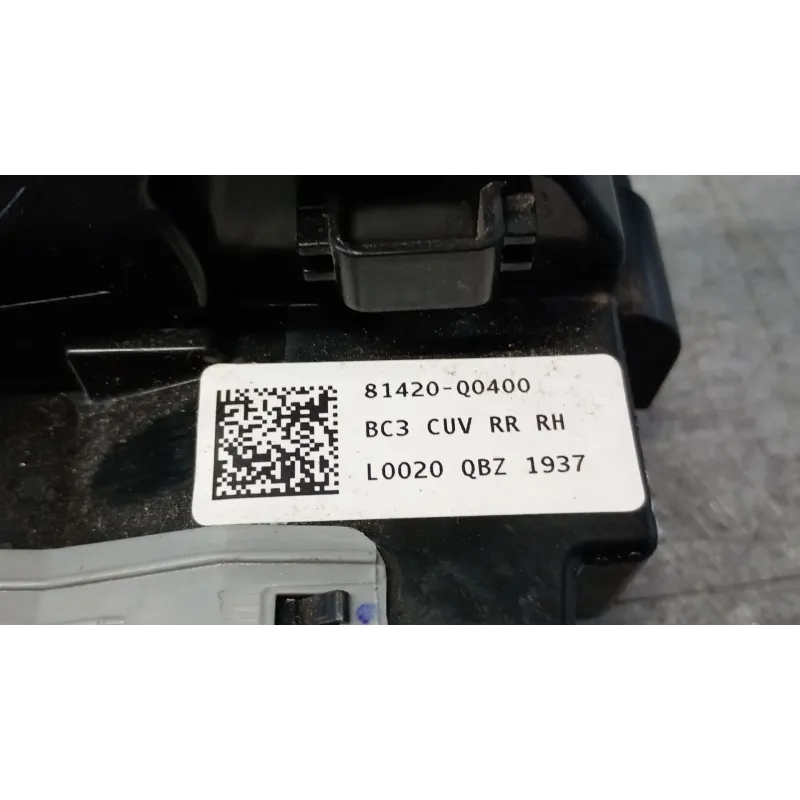 81420-Q0400
BC3 CUV RR RH
L0020 QBZ 1937